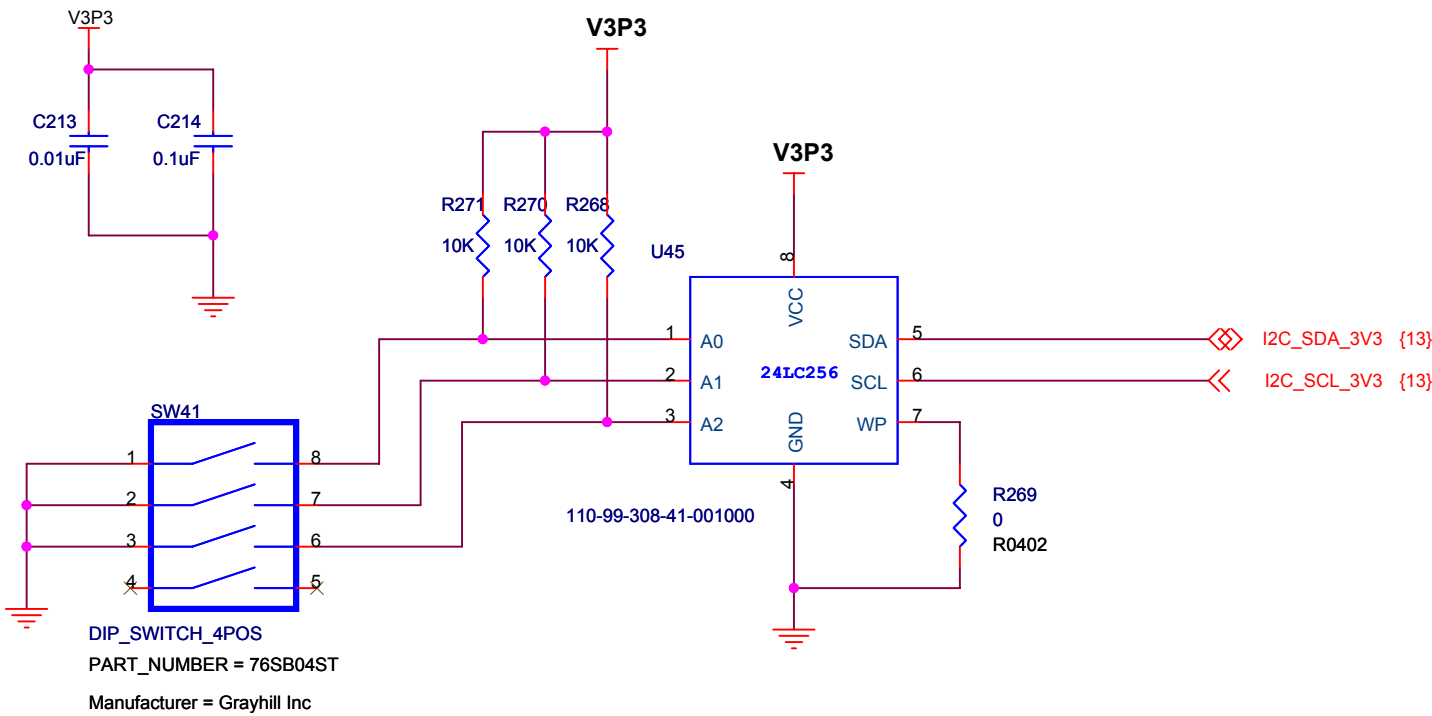 V3P3
C213
0.01uF
C214
0.1uF
V3P3
R271
10K
R270
10K
R268
10K
V3P3
U45
8
VCC
1
A0
2
A1
3
A2
24LC256
SDA
5
SCL
6
WP
7
GND
4
I2C_SDA_3V3 {13}
I2C_SCL_3V3 {13}
110-99-308-41-001000
R269
0
R0402
SW41
1
8
2
7
3
6
4
5
DIP_SWITCH_4POS
PART_NUMBER = 76SB04ST
Manufacturer = Grayhill Inc